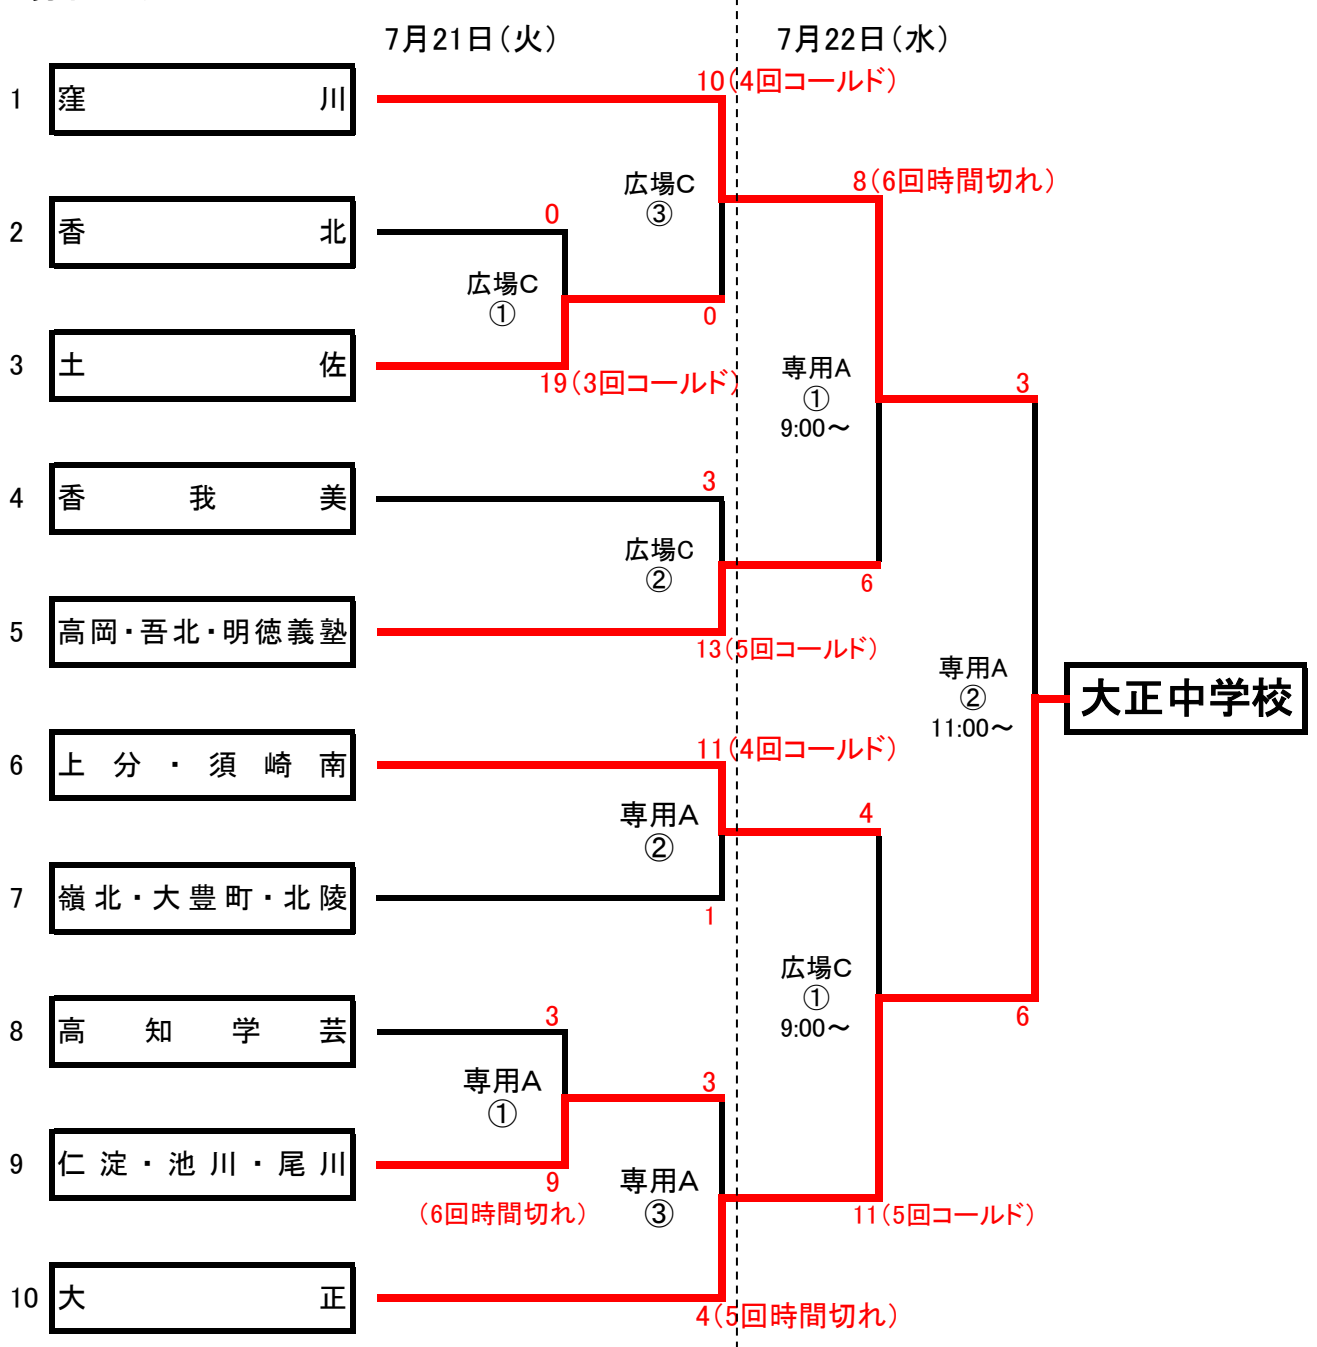 7月21日（火）
7月22日（水）
10（4回コールド）
1 窪川
広場C
③
8（6回時間切れ）
2 香北
0
広場C
①
0
3 土佐
19（3回コールド）
専用A
①
9:00～
3
4 香我美
3
広場C
②
6
5 高岡・吾北・明徳義塾
13（5回コールド）
専用A
②
11:00～
大正中学校
6 上分・須崎南
11（4回コールド）
専用A
②
4
7 嶺北・大豊町・北陵
1
広場C
①
9:00～
6
8 高知学芸
3
専用A
①
3
9 仁淀・池川・尾川
9
（6回時間切れ）
専用A
③
11（5回コールド）
10 大正
4（5回時間切れ）